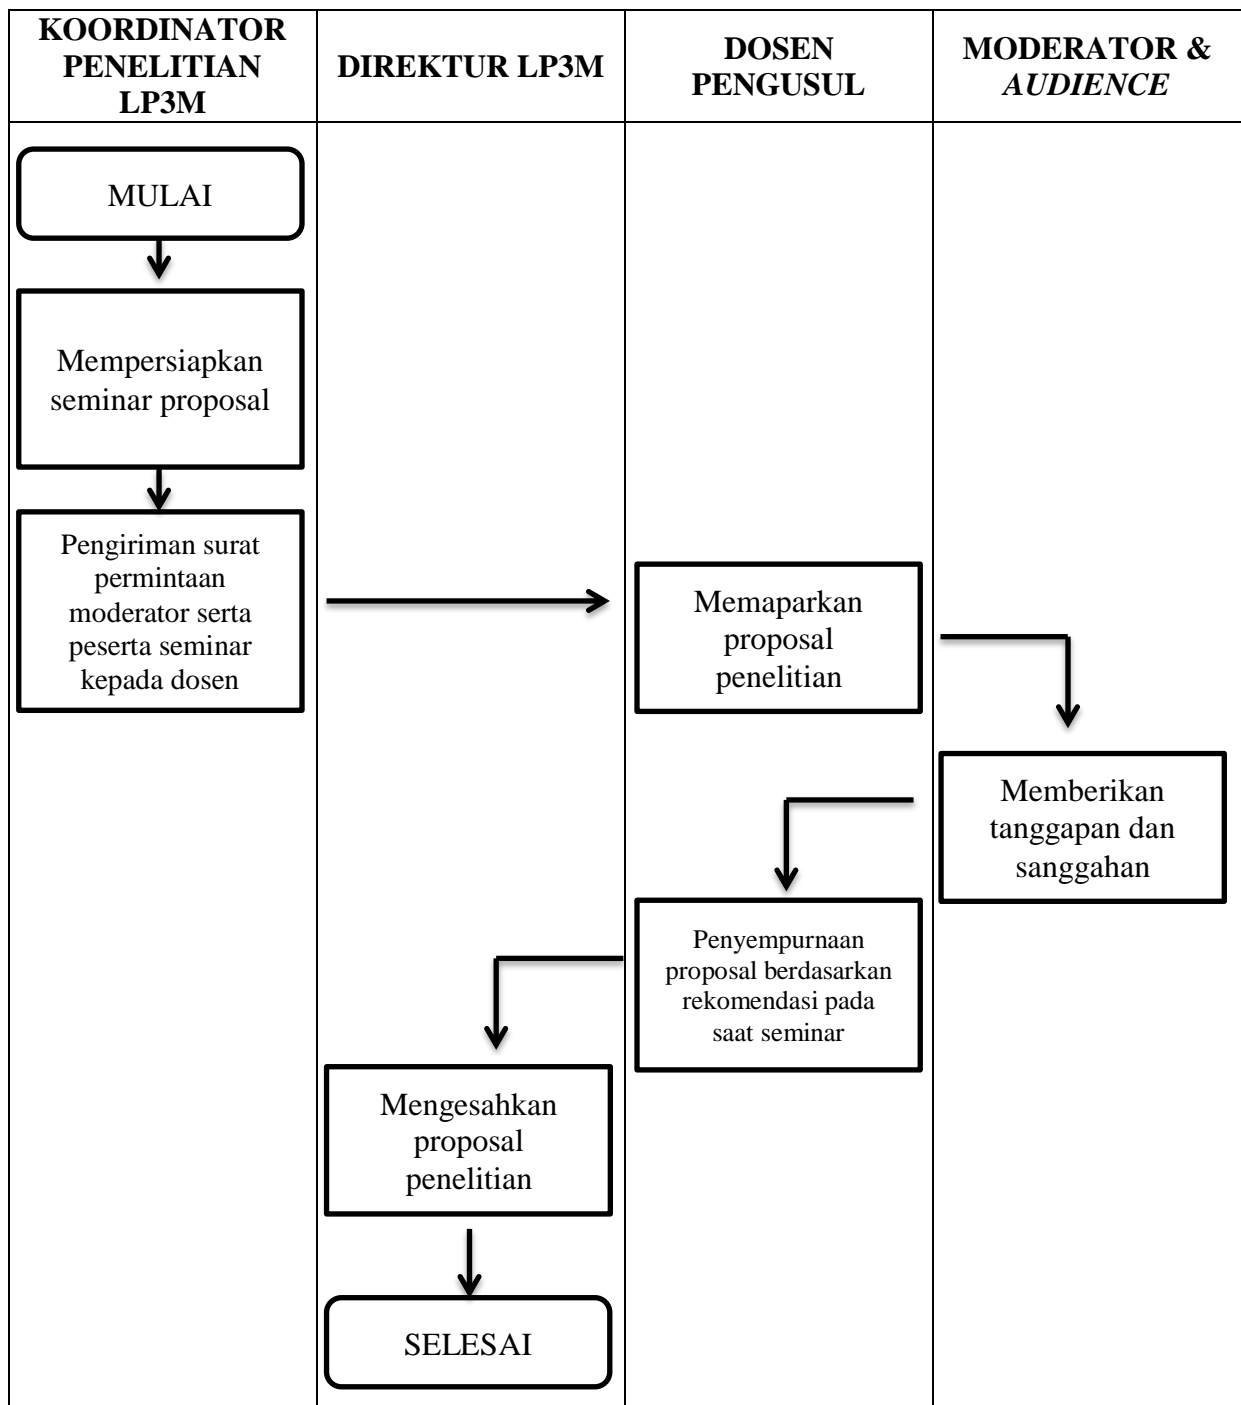 KOORDINATOR
PENELITIAN
LP3M
DIREKTUR LP3M
DOSEN
PENGUSUL
MODERATOR &
AUDIENCE
MULAI
Mempersiapkan
seminar proposal
Pengiriman surat
permintaan
moderator serta
peserta seminar
kepada dosen
Memaparkan
proposal
penelitian
Memberikan
tanggapan dan
sanggahan
Penyempurnaan
proposal berdasarkan
rekomendasi pada
saat seminar
Mengesahkan
proposal
penelitian
SELESAI